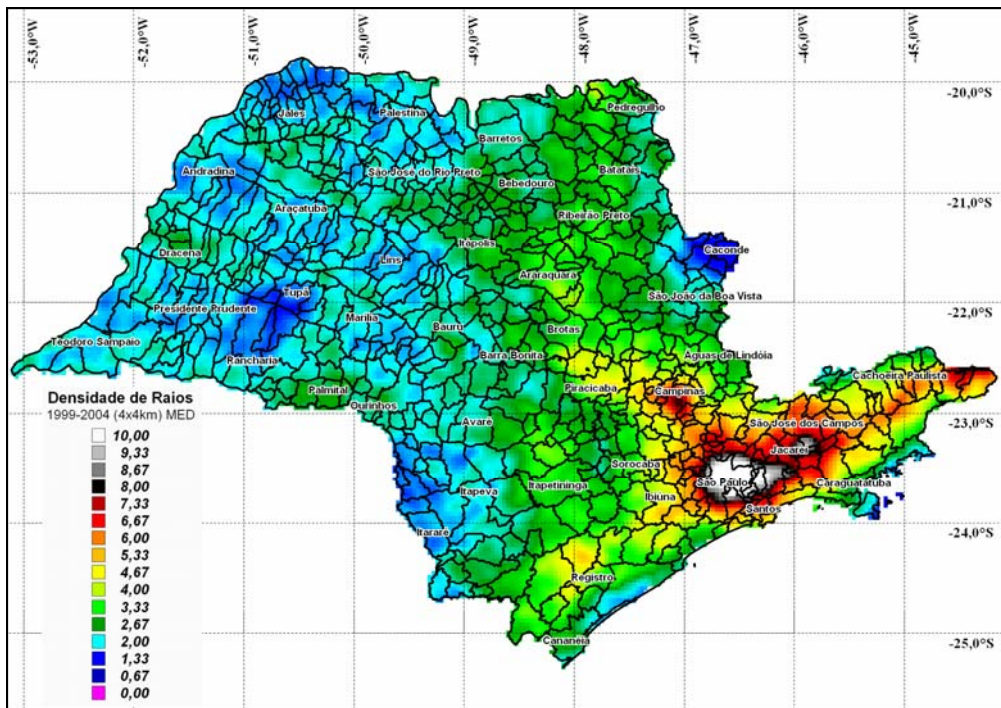 -53,0°W
-52,0°W
-51,0°W
-50,0°W
-49,0°W
-48,0°W
-47,0°W
-46,0°W
-45,0°W
-20,0°S
Pedregulho
Jales
Palestina
Barretos
Andradina
São José do Rio Preto
Bebedouro
Batatais
-21,0°S
Araçatuba
Ribeirão Preto
Dracena
Itápolis
Caconde
Lins
Araraquara
Tupã
São João da Boa Vista
Presidente Prudente
Marília
Bauru
Brotas
-22,0°S
Teodoro Sampaio
Rancharia
Barra Bonita
Aguas de Lindóia
Palmital
Piracicaba
Campinas
Cachoeira Paulista
Ourinhos
Avaré
São José dos Campos
-23,0°S
Jacareí
Sorocaba
São Paulo
Caraguatatuba
Itapeva
Itapetininga
Ibiúna
Santos
Itararé
-24,0°S
Registro
Cananéia
-25,0°S
Densidade de Raios
1999-2004 (4x4km) MED
10,00
9,33
8,67
8,00
7,33
6,67
6,00
5,33
4,67
4,00
3,33
2,67
2,00
1,33
0,67
0,00